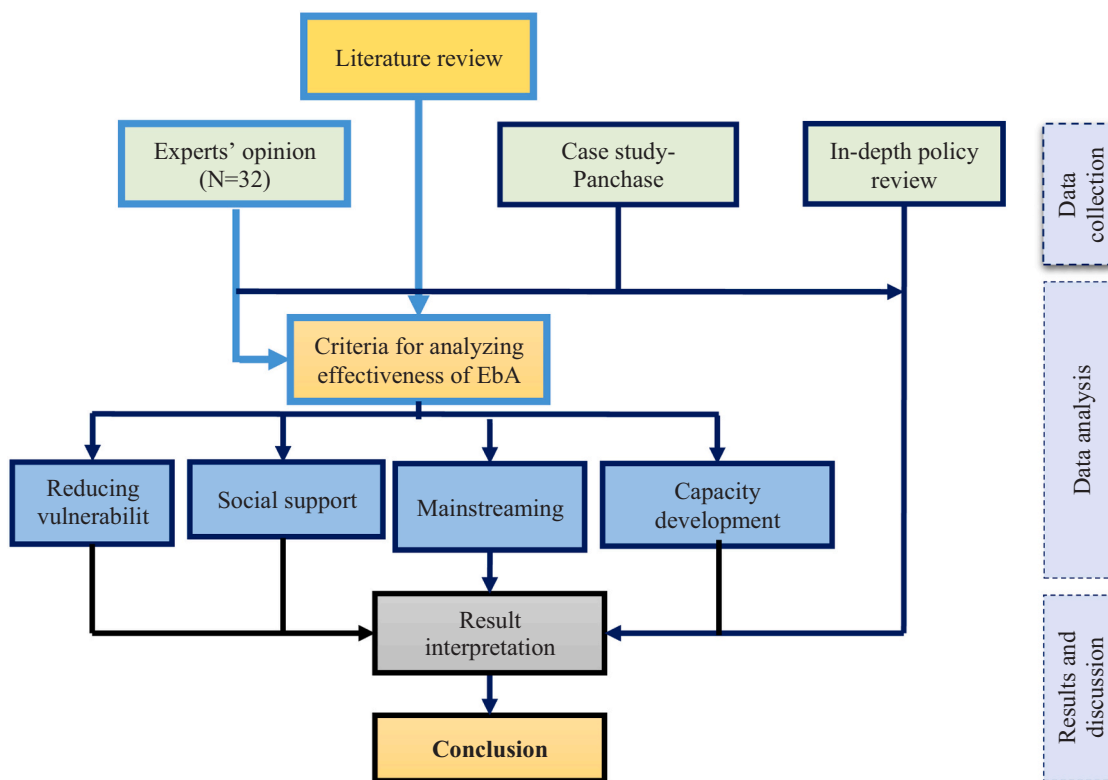 Literature review
Experts' opinion
(N=32)
Case study-
Panchase
In-depth policy
review
Data
collection
Criteria for analyzing
effectiveness of EbA
Data analysis
Reducing
vulnerabilit
Social support
Mainstreaming
Capacity
development
Result
interpretation
Results and
discussion
Conclusion